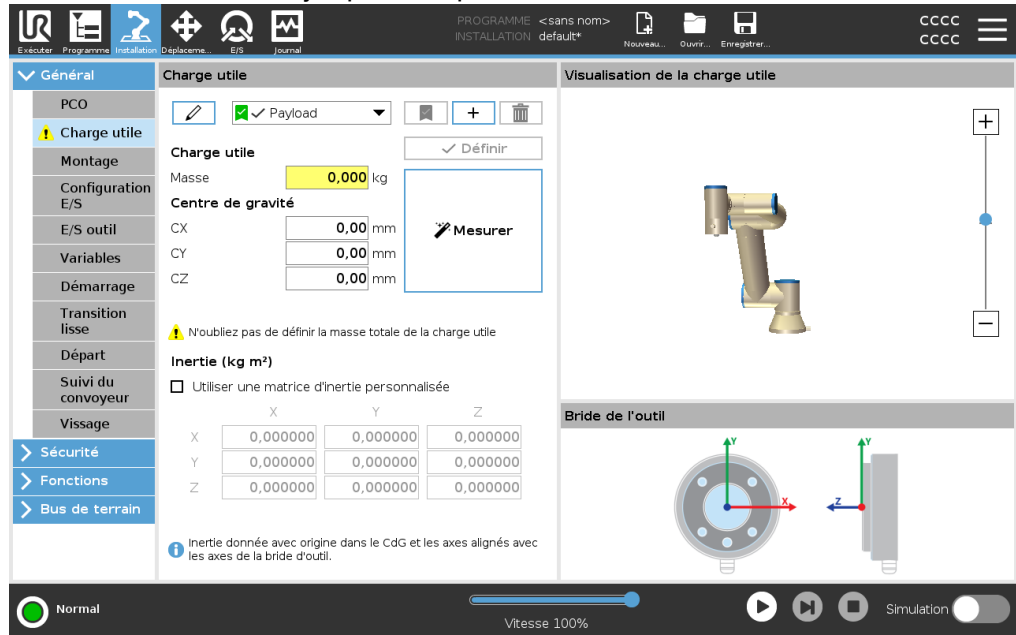 PROGRAMME <sans nom>
INSTALLATION default*
cccc
cccc
UR
Exécuter
Programme
Installation
Déplaceme...
E/S
Journal
Nouveau...
Ouvrir...
Enregistrer...
Général
PCO
Charge utile
Montage
Configuration
E/S
E/S outil
Variables
Démarrage
Transition
lisse
Départ
Suivi du
convoyeur
Vissage
Sécurité
Fonctions
Bus de terrain
Charge utile
Payload
+
Charge utile
Définir
Masse 0,000 kg
Centre de gravité
CX 0,00 mm
Mesurer
CY 0,00 mm
CZ 0,00 mm
N'oubliez pas de définir la masse totale de la charge utile
Inertie (kg m²)
Utiliser une matrice d'inertie personnalisée
X Y Z
X 0,000000 0,000000 0,000000
Y 0,000000 0,000000 0,000000
Z 0,000000 0,000000 0,000000
Inertie donnée avec origine dans le CdG et les axes alignés avec
les axes de la bride d'outil.
Visualisation de la charge utile
Bride de l'outil
Y
X
Y
Z
Normal
Vitesse 100%
Simulation